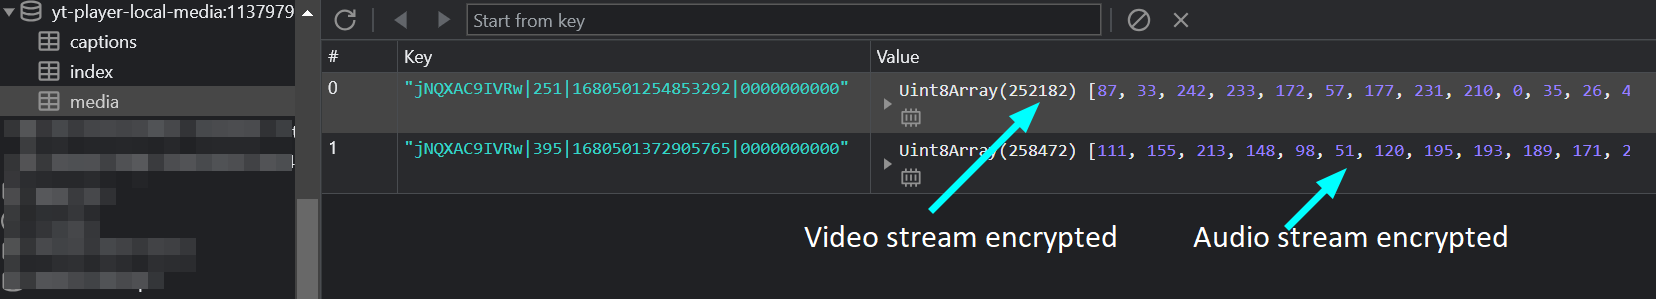 yt-player-local-media:1137979
captions
index
media
Start from key
# Key Value
0 "jNQXAC9IVRw|251|1680501254853292|0000000000" Uint8Array(252182) [87, 33, 242, 233, 172, 57, 177, 231, 210, 0, 35, 26, 4
1 "jNQXAC9IVRw|395|1680501372905765|0000000000" Uint8Array(258472) [111, 155, 213, 148, 98, 51, 120, 195, 193, 189, 171, 2
Video stream encrypted Audio stream encrypted